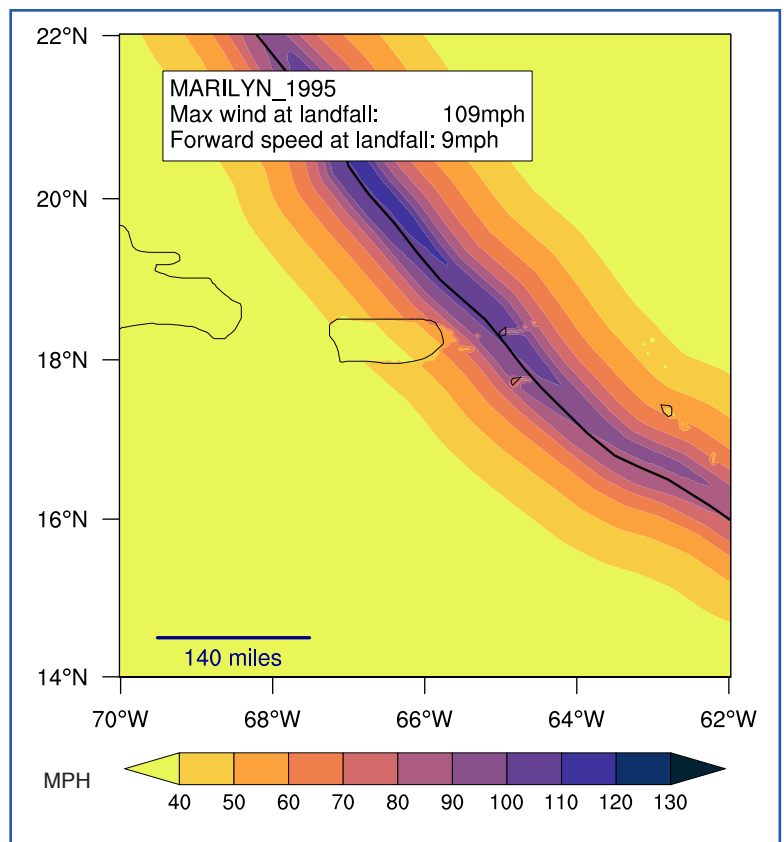 22°N
MARILYN_1995
Max wind at landfall: 109mph
Forward speed at landfall: 9mph
20°N
18°N
16°N
140 miles
14°N
70°W 68°W 66°W 64°W 62°W
MPH
40 50 60 70 80 90 100 110 120 130